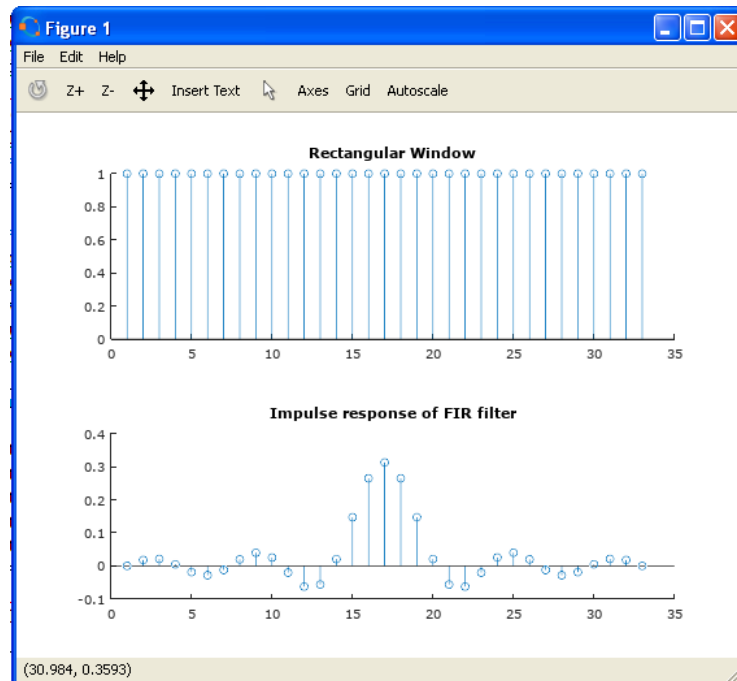 Figure 1
File Edit Help
Z+ Z- Insert Text Axes Grid Autoscale
Rectangular Window
1
0.8
0.6
0.4
0.2
0
0 5 10 15 20 25 30 35
Impulse response of FIR filter
0.4
0.3
0.2
0.1
0
-0.1
0 5 10 15 20 25 30 35
(30.984, 0.3593)